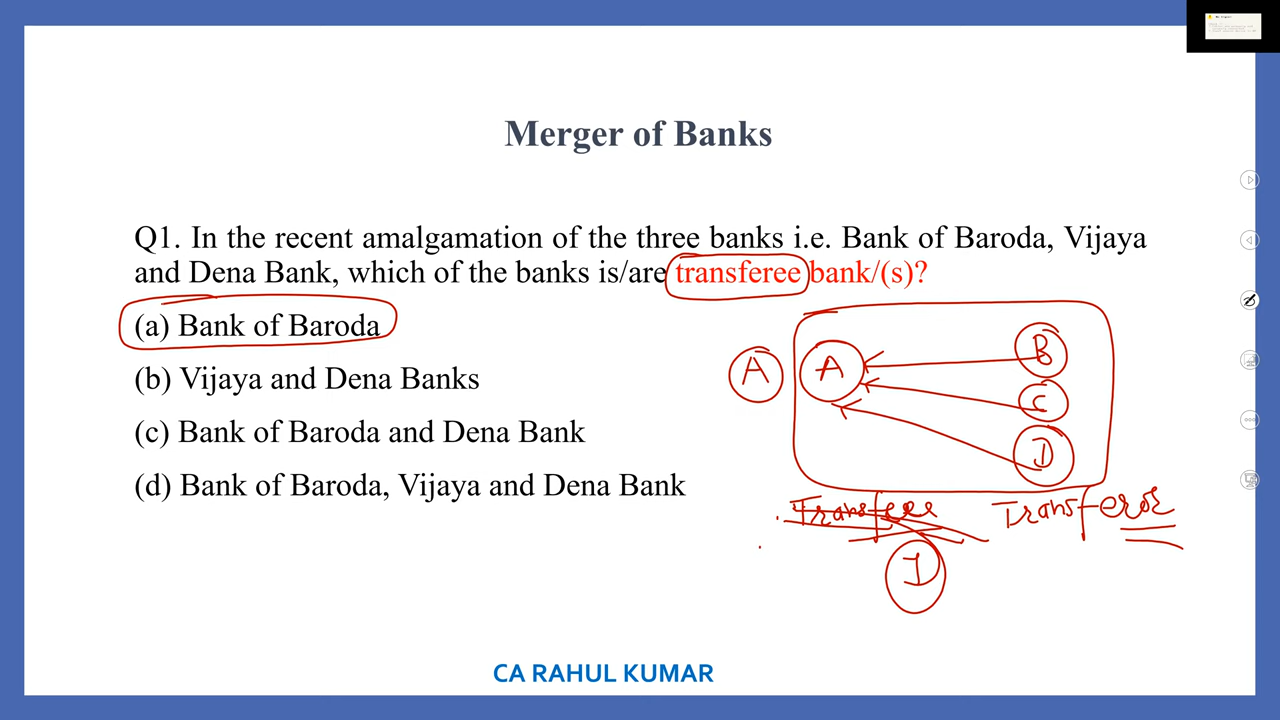 Merger of Banks
Q1. In the recent amalgamation of the three banks i.e. Bank of Baroda, Vijaya
and Dena Bank, which of the banks is/are transferee bank/(s)?
(a) Bank of Baroda
(b) Vijaya and Dena Banks
(c) Bank of Baroda and Dena Bank
(d) Bank of Baroda, Vijaya and Dena Bank
A
A
B
C
D
Transferee
Transferor
D
CA RAHUL KUMAR